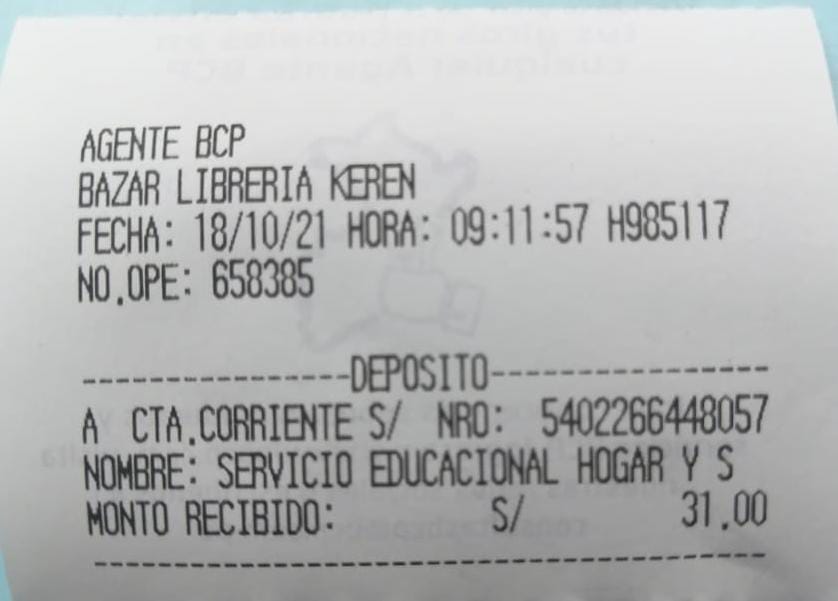 AGENTE BCP
BAZAR LIBRERIA KEREN
FECHA: 18/10/21 HORA: 09:11:57 H985117
NO.OPE: 658385
---------------DEPOSITO---------------
A CTA.CORRIENTE S/ NRO: 5402266448057
NOMBRE: SERVICIO EDUCACIONAL HOGAR Y S
MONTO RECIBIDO: S/ 31.00